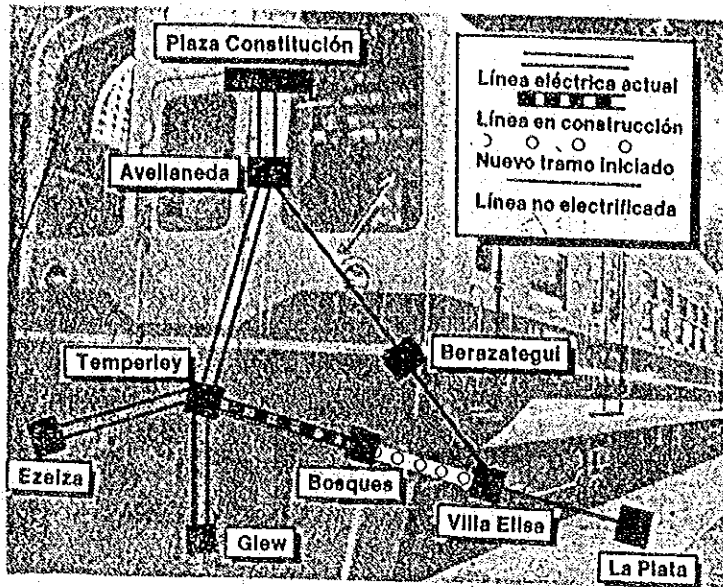 Plaza Constitución
Línea eléctrica actual
Línea en construcción
Nuevo tramo iniciado
Línea no electrificada
Avellaneda
Temperley
Berazategui
Ezeiza
Bosques
Villa Elisa
Glew
La Plata